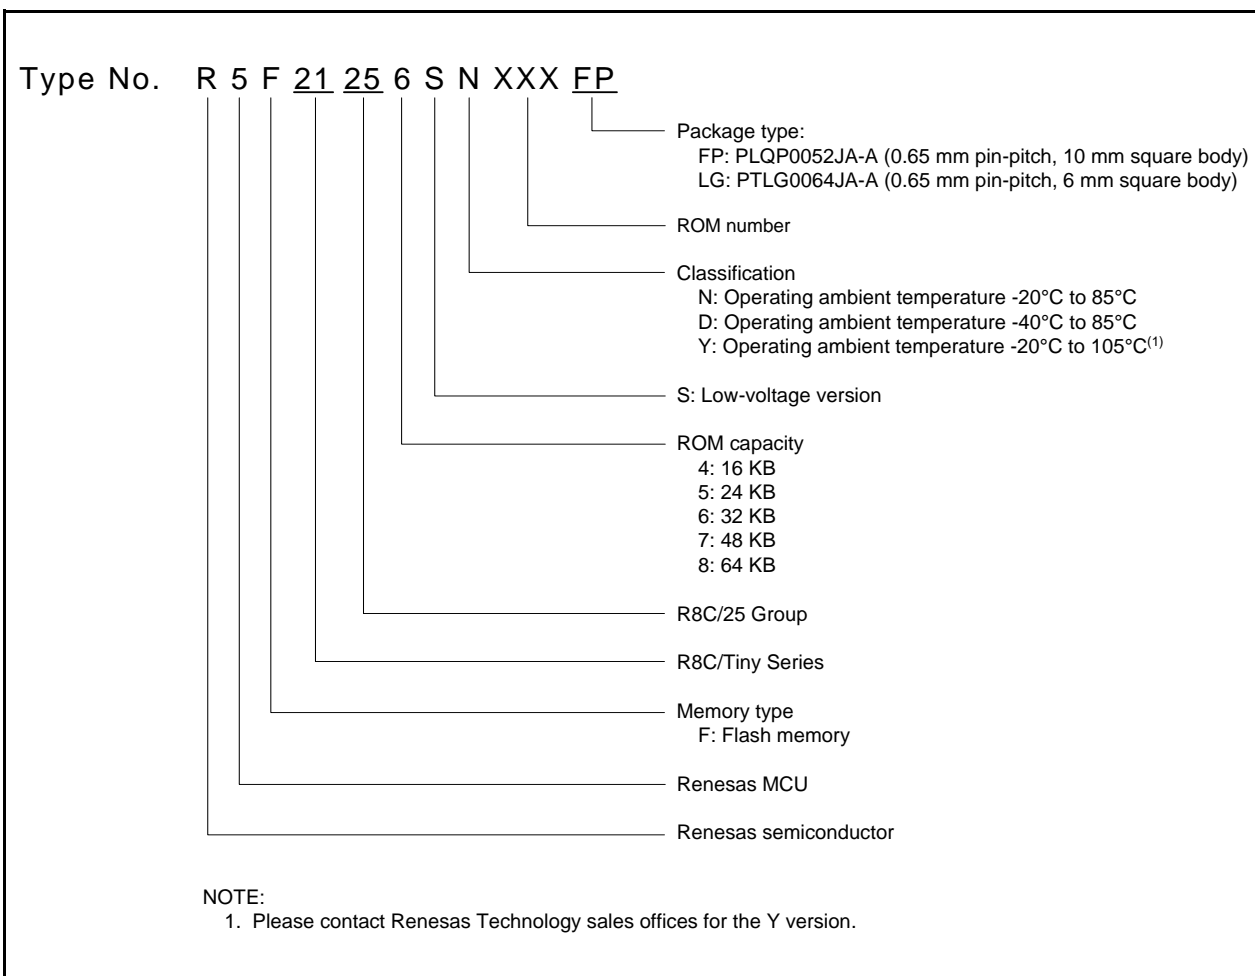 Type No. R 5 F 21 25 6 S N XXX FP
Package type:
FP: PLQP0052JA-A (0.65 mm pin-pitch, 10 mm square body)
LG: PTLG0064JA-A (0.65 mm pin-pitch, 6 mm square body)
ROM number
Classification
N: Operating ambient temperature -20°C to 85°C
D: Operating ambient temperature -40°C to 85°C
Y: Operating ambient temperature -20°C to 105°C(1)
S: Low-voltage version
ROM capacity
4: 16 KB
5: 24 KB
6: 32 KB
7: 48 KB
8: 64 KB
R8C/25 Group
R8C/Tiny Series
Memory type
F: Flash memory
Renesas MCU
Renesas semiconductor
NOTE:
1. Please contact Renesas Technology sales offices for the Y version.